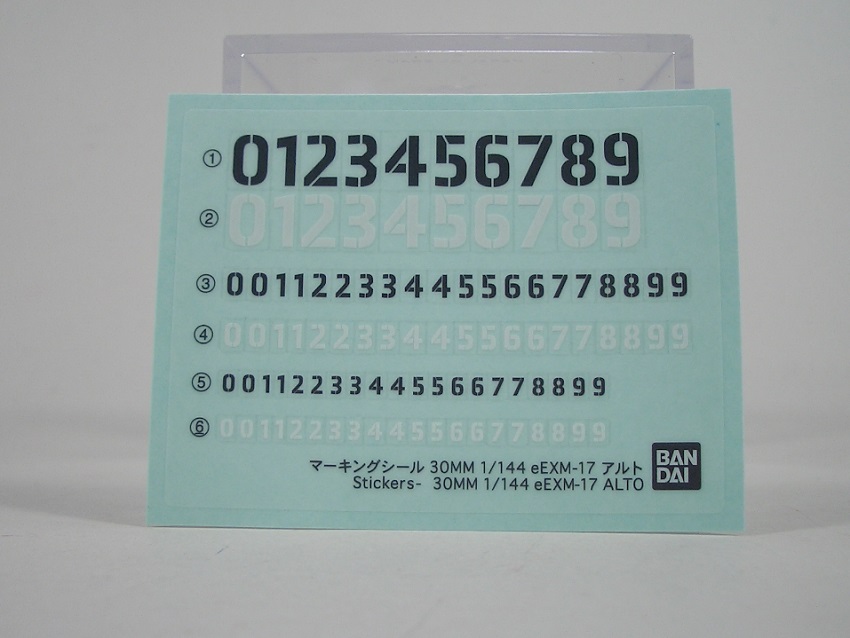 ① 0123456789
② 0123456789
③ 00112233445566778899
④ 00112233445566778899
⑤ 00112233445566778899
⑥ 00112233445566778899
マーキングシール 30MM 1/144 eEXM-17 アルト
Stickers- 30MM 1/144 eEXM-17 ALTO
BAN
DAI